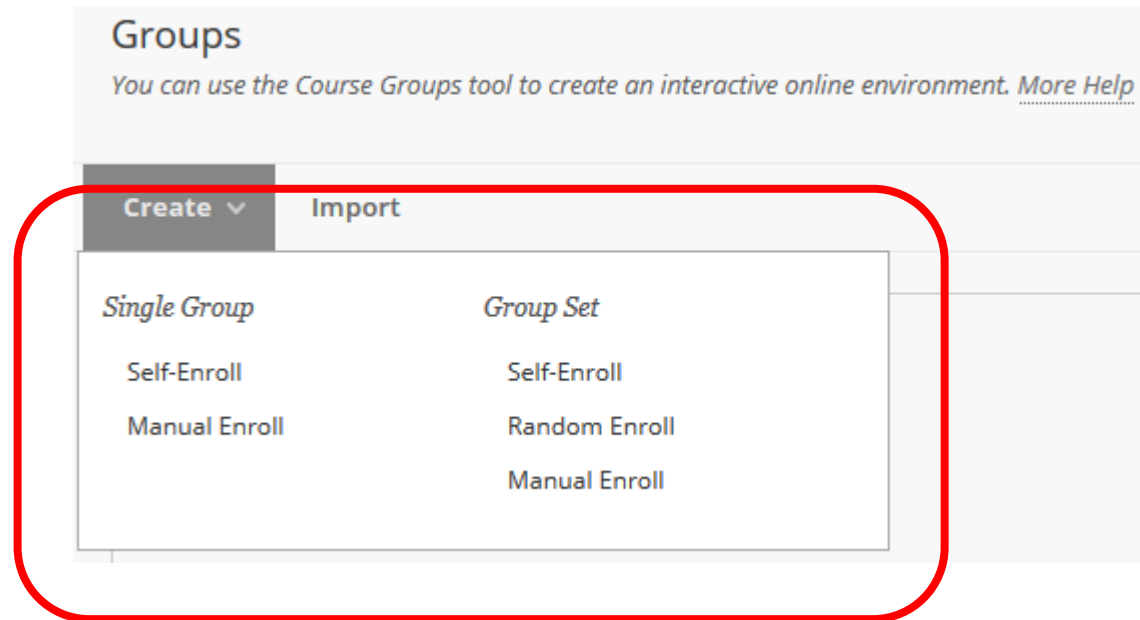 Groups
You can use the Course Groups tool to create an interactive online environment. More Help
Create Import
Single Group
Self-Enroll
Manual Enroll
Group Set
Self-Enroll
Random Enroll
Manual Enroll